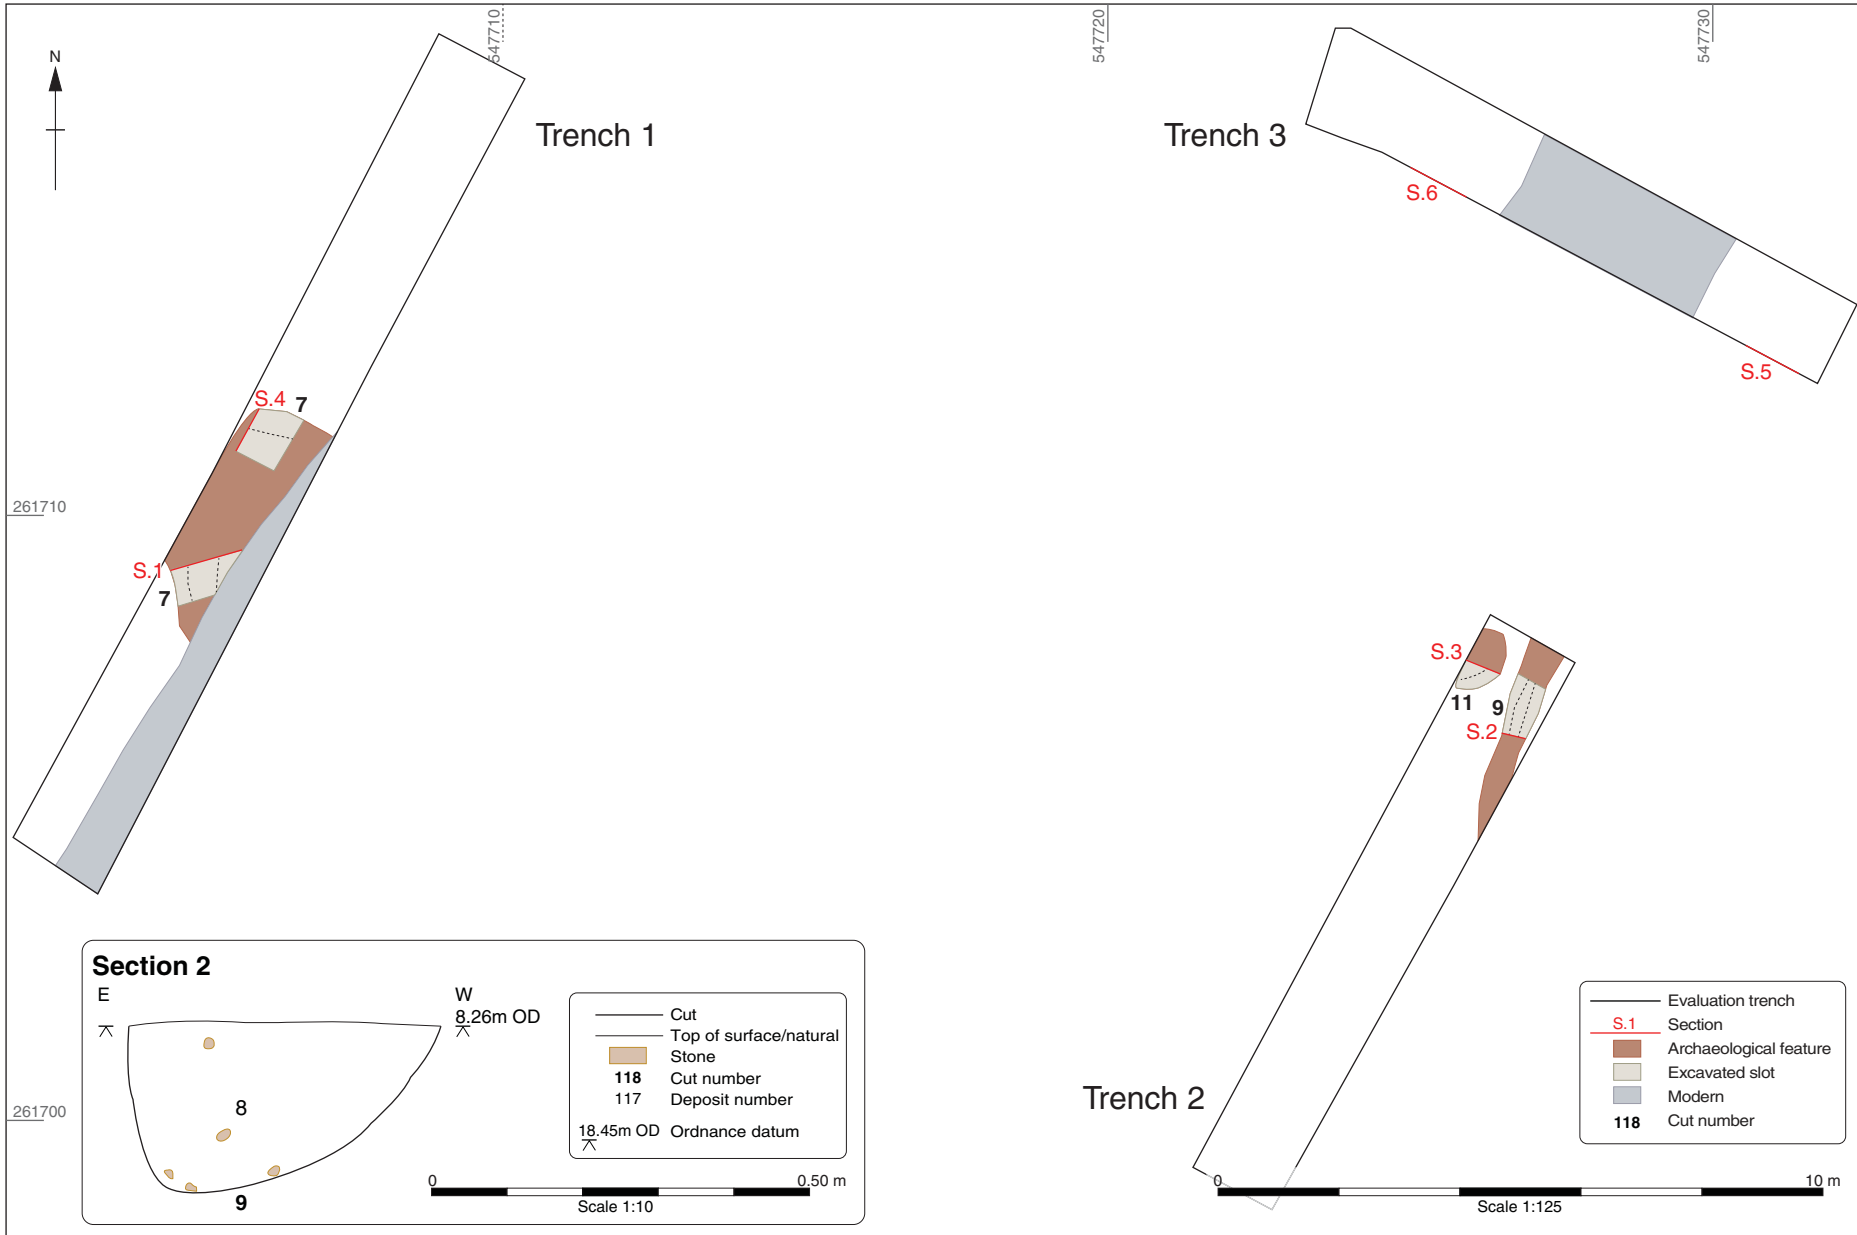 547710
547720
547730
N
Trench 1
Trench 3
S.6
S.5
S.4 7
261710
S.1
7
S.3
11 9
S.2
Section 2
E W
8.26m OD
8
9
Cut
Top of surface/natural
Stone
118 Cut number
117 Deposit number
18.45m OD Ordnance datum
0 0.50 m
Scale 1:10
261700
Trench 2
Evaluation trench
S.1 Section
Archaeological feature
Excavated slot
Modern
118 Cut number
0 10 m
Scale 1:125